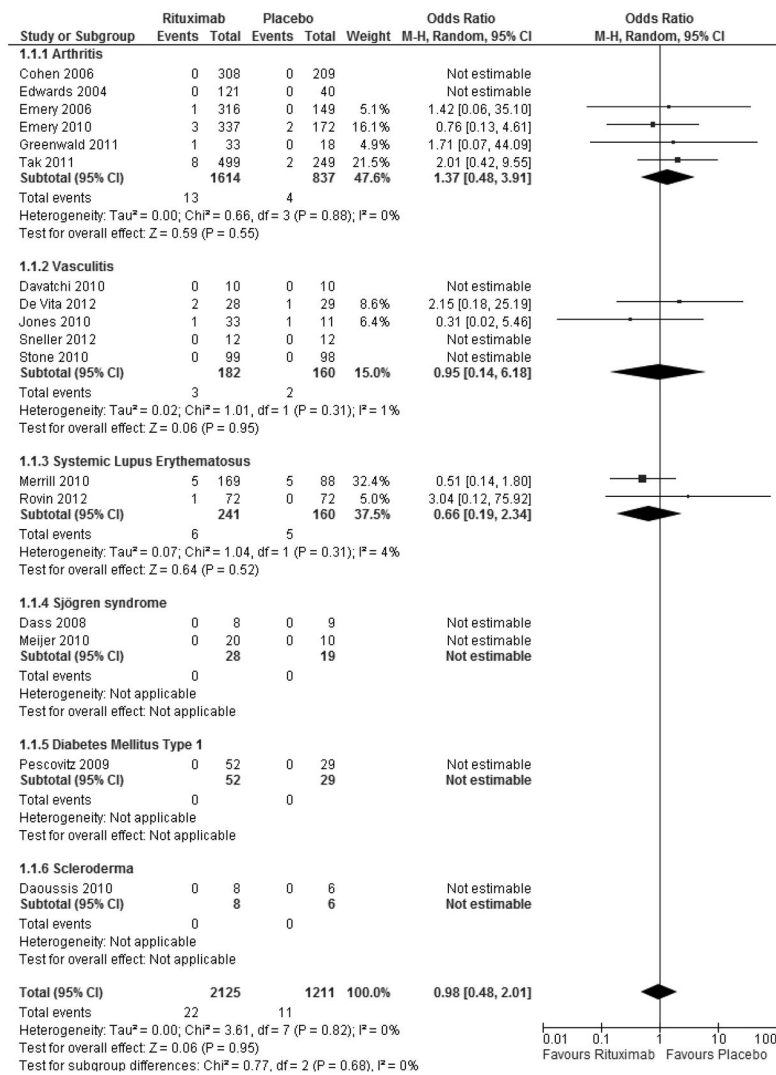 Rituximab Placebo Odds Ratio Odds Ratio
Study or Subgroup Events Total Events Total Weight M-H, Random, 95% CI M-H, Random, 95% CI
1.1.1 Arthritis
Cohen 2006 0 308 0 209 Not estimable
Edwards 2004 0 121 0 40 Not estimable
Emery 2006 1 316 0 149 5.1% 1.42 [0.06, 35.10]
Emery 2010 3 337 2 172 16.1% 0.76 [0.13, 4.61]
Greenwald 2011 1 33 0 18 4.9% 1.71 [0.07, 44.09]
Tak 2011 8 499 2 249 21.5% 2.01 [0.42, 9.55]
Subtotal (95% CI) 1614 837 47.6% 1.37 [0.48, 3.91]
Total events 13 4
Heterogeneity: Tau² = 0.00; Chi² = 0.66, df = 3 (P = 0.88); I² = 0%
Test for overall effect: Z = 0.59 (P = 0.55)
1.1.2 Vasculitis
Davatchi 2010 0 10 0 10 Not estimable
De Vita 2012 2 28 1 29 8.6% 2.15 [0.18, 25.19]
Jones 2010 1 33 1 11 6.4% 0.31 [0.02, 5.46]
Sneller 2012 0 12 0 12 Not estimable
Stone 2010 0 99 0 98 Not estimable
Subtotal (95% CI) 182 160 15.0% 0.95 [0.14, 6.18]
Total events 3 2
Heterogeneity: Tau² = 0.02; Chi² = 1.01, df = 1 (P = 0.31); I² = 1%
Test for overall effect: Z = 0.06 (P = 0.95)
1.1.3 Systemic Lupus Erythematosus
Merrill 2010 5 169 5 88 32.4% 0.51 [0.14, 1.80]
Rovin 2012 1 72 0 72 5.0% 3.04 [0.12, 75.92]
Subtotal (95% CI) 241 160 37.5% 0.66 [0.19, 2.34]
Total events 6 5
Heterogeneity: Tau² = 0.07; Chi² = 1.04, df = 1 (P = 0.31); I² = 4%
Test for overall effect: Z = 0.64 (P = 0.52)
1.1.4 Sjögren syndrome
Dass 2008 0 8 0 9 Not estimable
Meijer 2010 0 20 0 10 Not estimable
Subtotal (95% CI) 28 19 Not estimable
Total events 0 0
Heterogeneity: Not applicable
Test for overall effect: Not applicable
1.1.5 Diabetes Mellitus Type 1
Pescovitz 2009 0 52 0 29 Not estimable
Subtotal (95% CI) 52 29 Not estimable
Total events 0 0
Heterogeneity: Not applicable
Test for overall effect: Not applicable
1.1.6 Scleroderma
Daoussis 2010 0 8 0 6 Not estimable
Subtotal (95% CI) 8 6 Not estimable
Total events 0 0
Heterogeneity: Not applicable
Test for overall effect: Not applicable
Total (95% CI) 2125 1211 100.0% 0.98 [0.48, 2.01]
Total events 22 11
Heterogeneity: Tau² = 0.00; Chi² = 3.61, df = 7 (P = 0.82); I² = 0%
Test for overall effect: Z = 0.06 (P = 0.95)
Test for subgroup differences: Chi² = 0.77, df = 2 (P = 0.68), I² = 0%
0.01 0.1 1 10 100
Favours Rituximab Favours Placebo